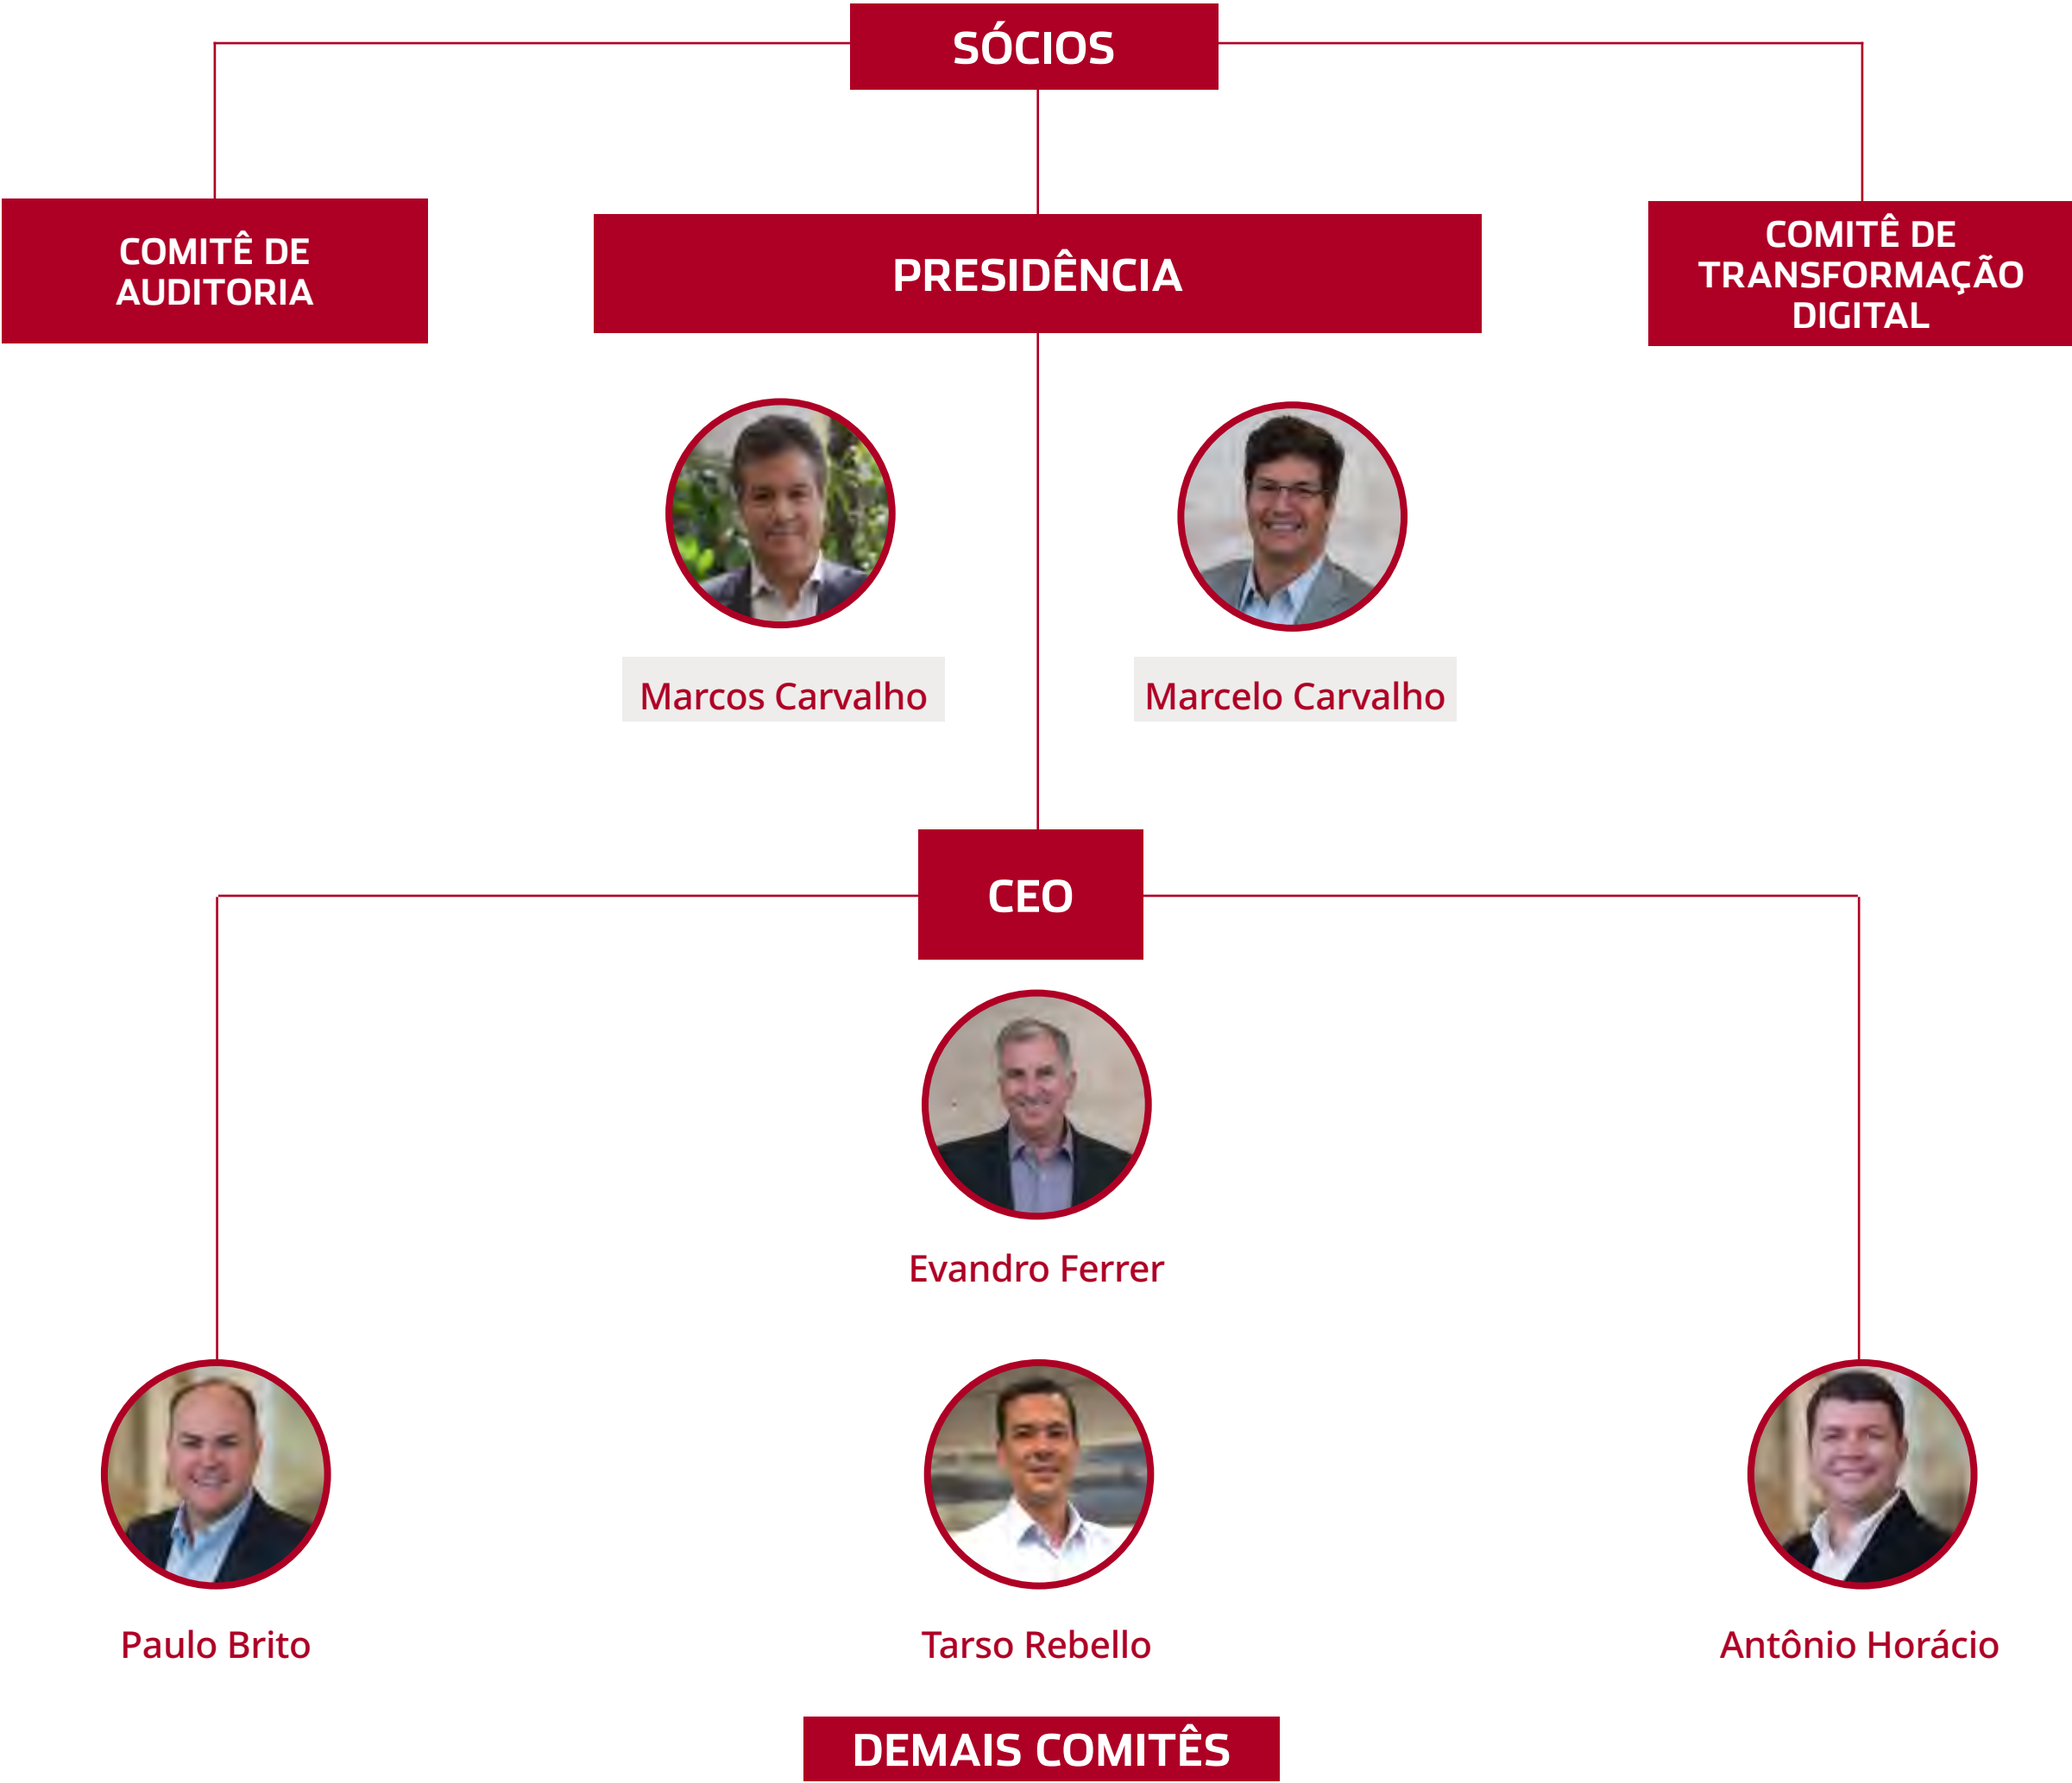 SÓCIOS
COMITÊ DE
AUDITORIA
PRESIDÊNCIA
COMITÊ DE
TRANSFORMAÇÃO
DIGITAL
Marcos Carvalho
Marcelo Carvalho
CEO
Evandro Ferrer
Paulo Brito
Tarso Rebello
Antônio Horácio
DEMAIS COMITÊS